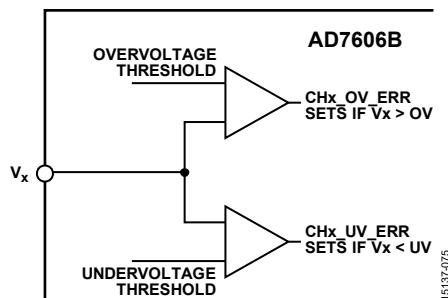 AD7606B
OVERVOLTAGE
THRESHOLD
CHx_OV_ERR
SETS IF Vx > OV
Vx
CHx_UV_ERR
SETS IF Vx < UV
UNDERVOLTAGE
THRESHOLD
15137-075